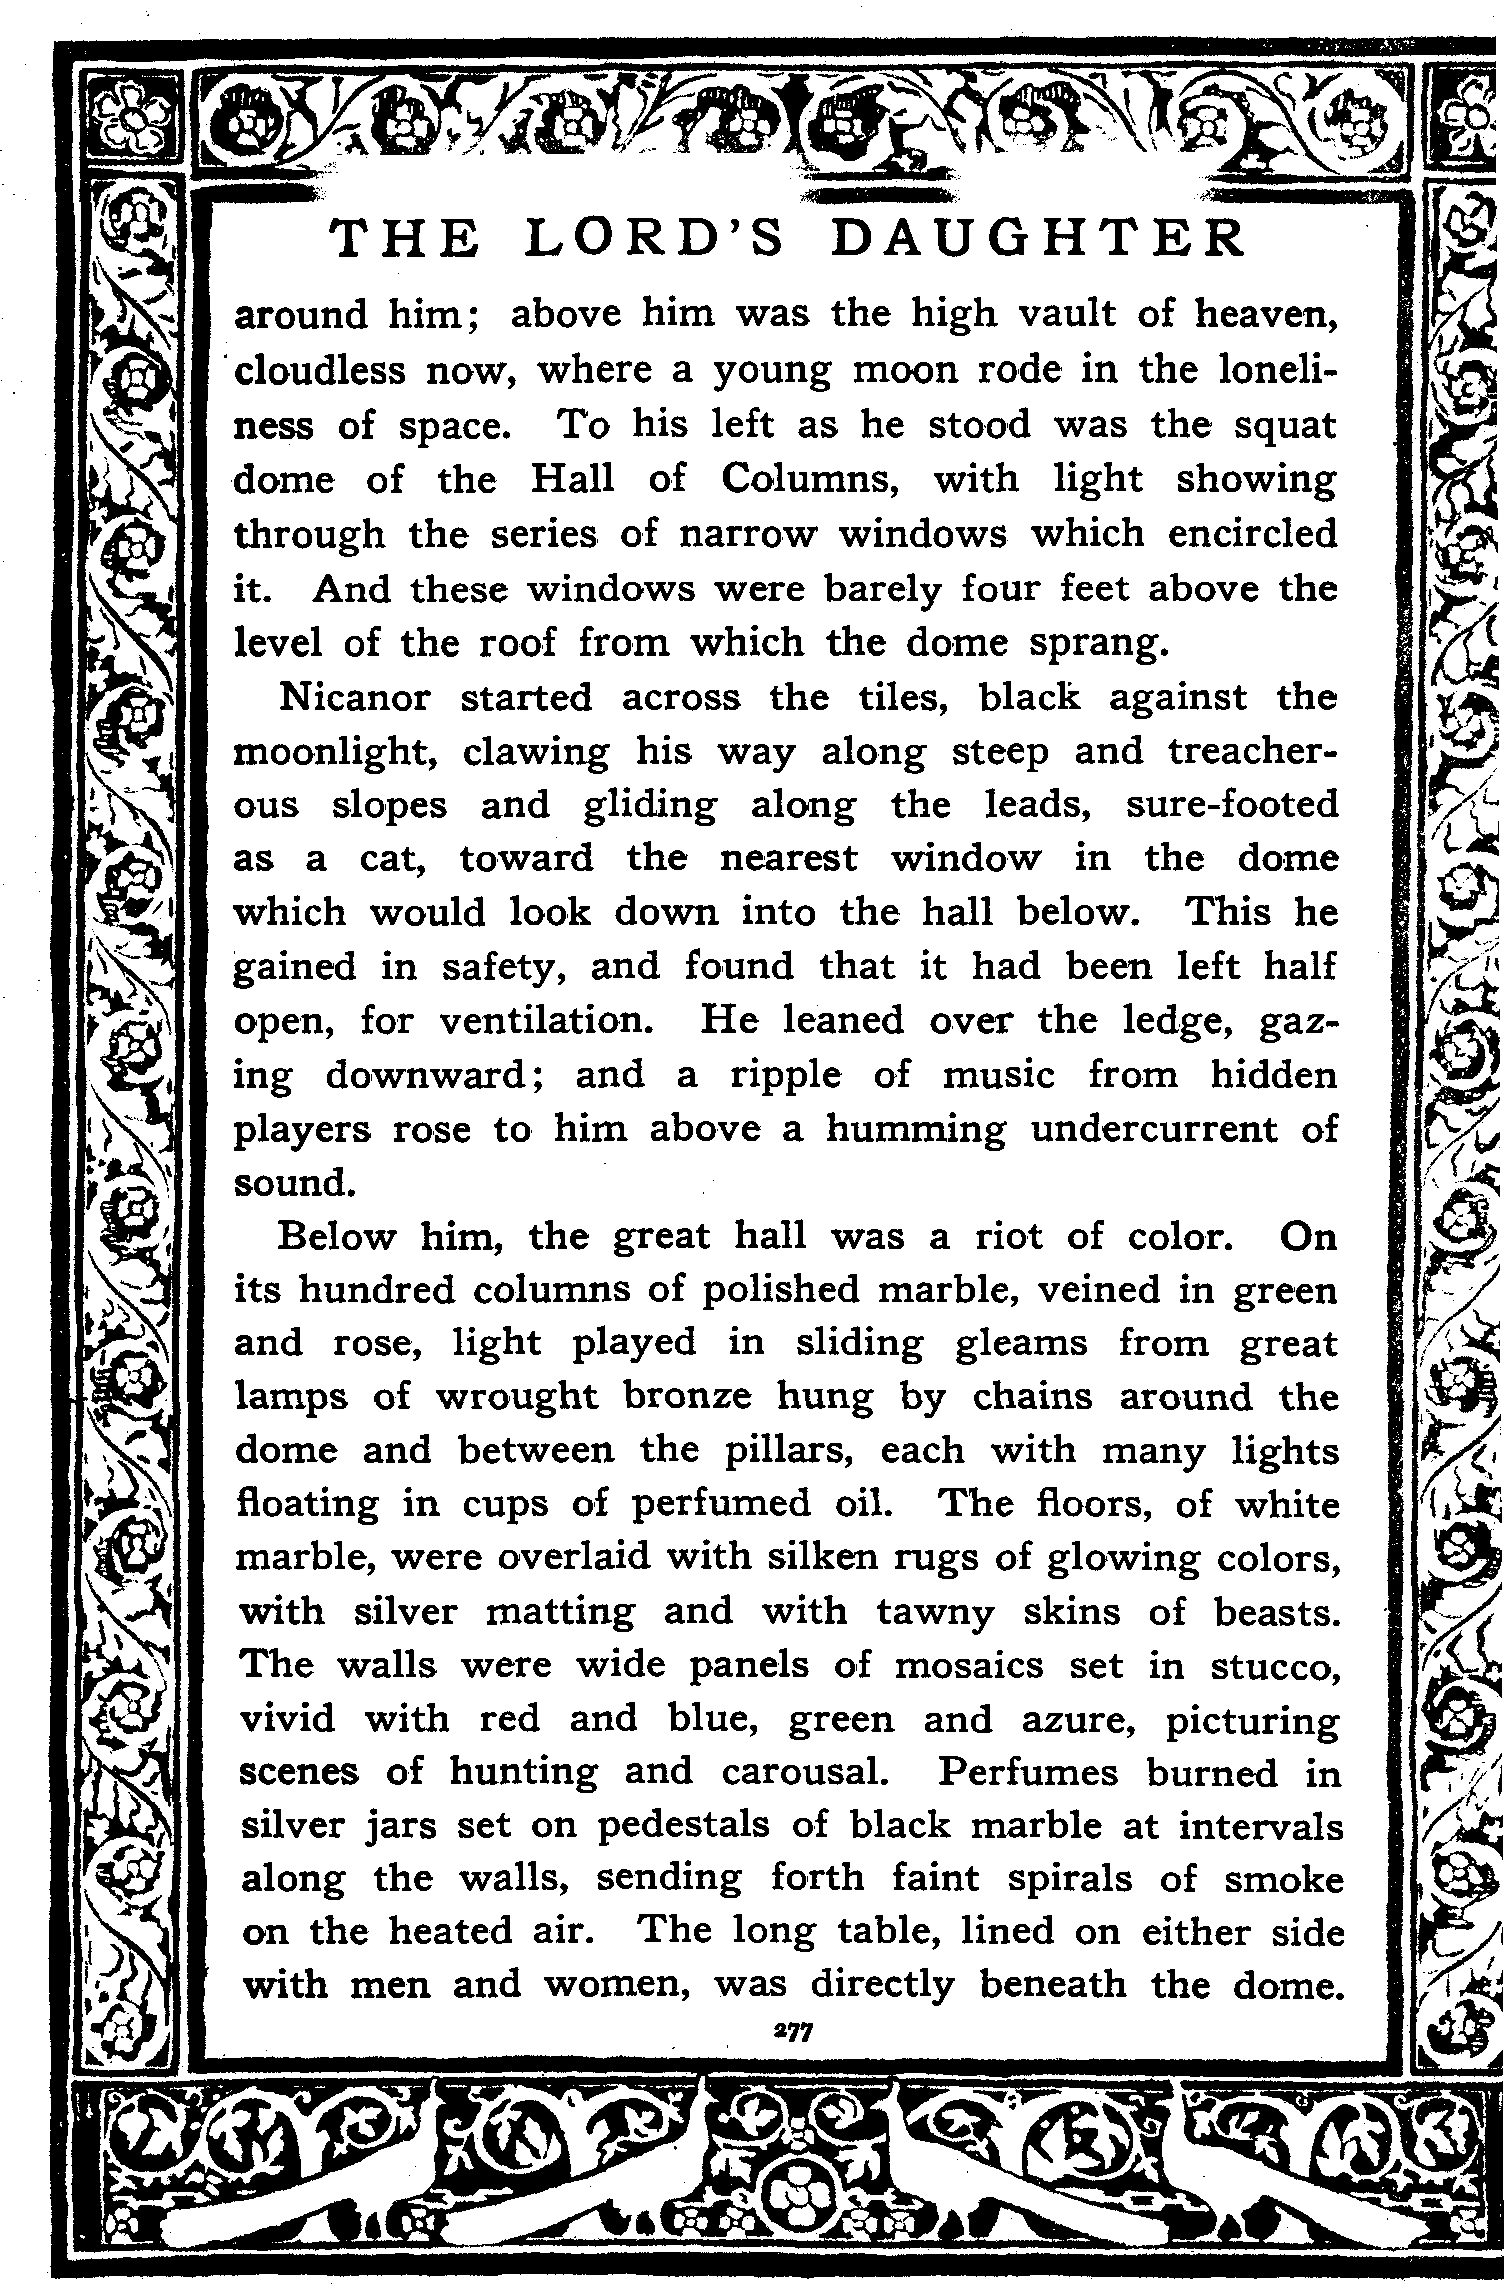 THE LORD'S DAUGHTER
around him; above him was the high vault of heaven,
cloudless now, where a young moon rode in the loneli-
ness of space. To his left as he stood was the squat
dome of the Hall of Columns, with light showing
through the series of narrow windows which encircled
it. And these windows were barely four feet above the
level of the roof from which the dome sprang.
Nicanor started across the tiles, black against the
moonlight, clawing his way along steep and treacher-
ous slopes and gliding along the leads, sure-footed
as a cat, toward the nearest window in the dome
which would look down into the hall below. This he
gained in safety, and found that it had been left half
open, for ventilation. He leaned over the ledge, gaz-
ing downward; and a ripple of music from hidden
players rose to him above a humming undercurrent of
sound.
Below him, the great hall was a riot of color. On
its hundred columns of polished marble, veined in green
and rose, light played in sliding gleams from great
lamps of wrought bronze hung by chains around the
dome and between the pillars, each with many lights
floating in cups of perfumed oil. The floors, of white
marble, were overlaid with silken rugs of glowing colors,
with silver matting and with tawny skins of beasts.
The walls were wide panels of mosaics set in stucco,
vivid with red and blue, green and azure, picturing
scenes of hunting and carousal. Perfumes burned in
silver jars set on pedestals of black marble at intervals
along the walls, sending forth faint spirals of smoke
on the heated air. The long table, lined on either side
with men and women, was directly beneath the dome.
277